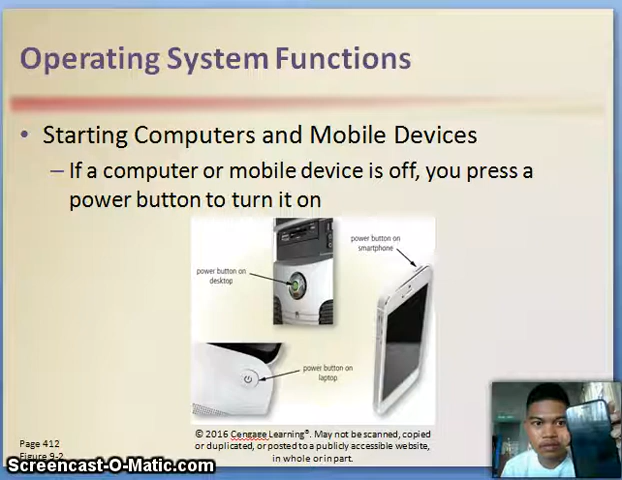 Operating System Functions
• Starting Computers and Mobile Devices
– If a computer or mobile device is off, you press a
power button to turn it on
power button on
smartphone
power button on
desktop
power button on
laptop
© 2016 Cengage Learning®. May not be scanned, copied
or duplicated, or posted to a publicly accessible website,
in whole or in part.
Page 412
Figure 9-2
Screencast-O-Matic.com